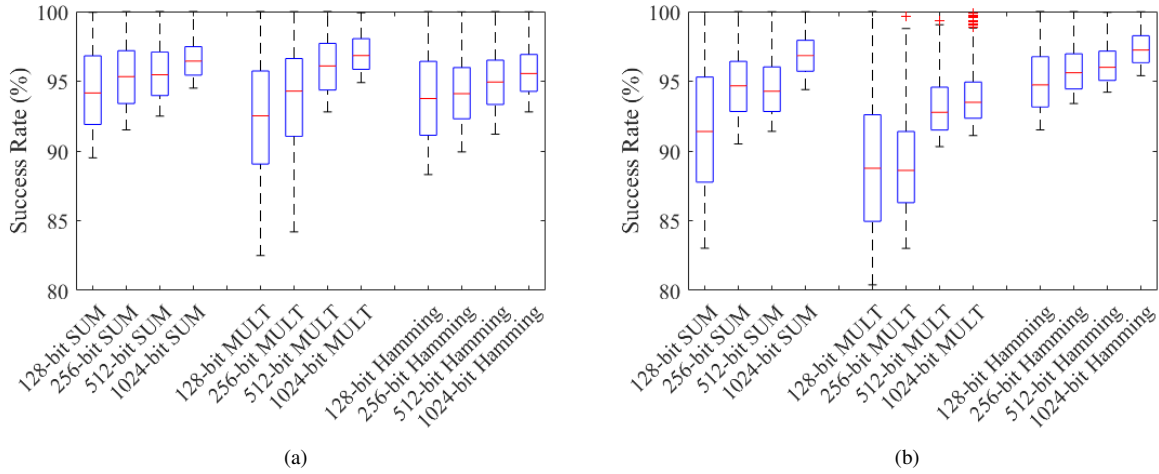 100
95
90
85
80
Success Rate (%)
128-bit SUM
256-bit SUM
512-bit SUM
1024-bit SUM
128-bit MULT
256-bit MULT
512-bit MULT
1024-bit MULT
128-bit Hamming
256-bit Hamming
512-bit Hamming
1024-bit Hamming
(a)
100
95
90
85
80
Success Rate (%)
128-bit SUM
256-bit SUM
512-bit SUM
1024-bit SUM
128-bit MULT
256-bit MULT
512-bit MULT
1024-bit MULT
128-bit Hamming
256-bit Hamming
512-bit Hamming
1024-bit Hamming
(b)